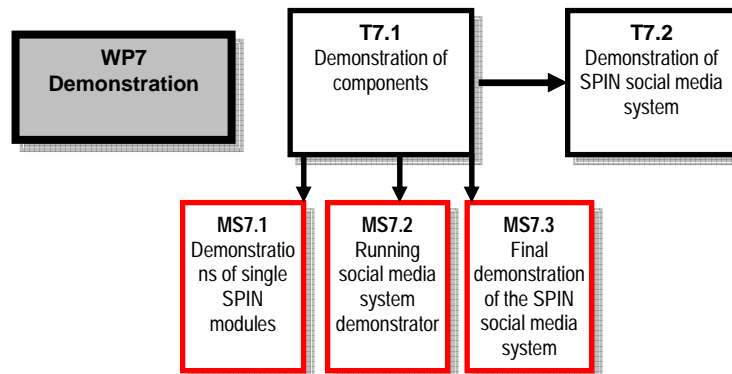 WP7
Demonstration
T7.1
Demonstration of
components
T7.2
Demonstration of
SPIN social media
system
MS7.1
Demonstratio
ns of single
SPIN
modules
MS7.2
Running
social media
system
demonstrator
MS7.3
Final
demonstration
of the SPIN
social media
system